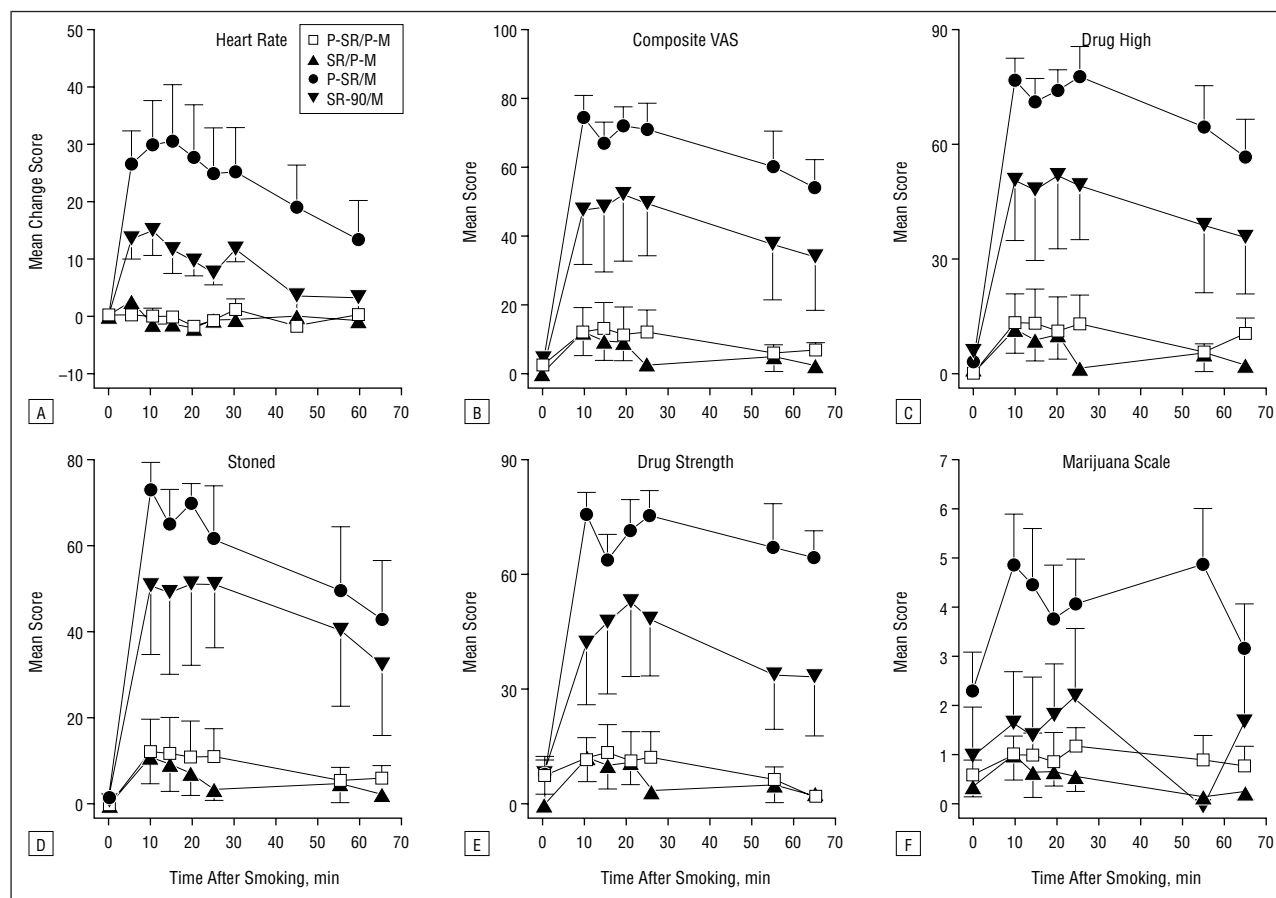 Heart Rate
P-SR/P-M
SR/P-M
P-SR/M
SR-90/M
50
40
30
20
10
0
–10
Mean Change Score
0 10 20 30 40 50 60 70
A
Composite VAS
100
80
60
40
20
0
Mean Score
0 10 20 30 40 50 60 70
B
Drug High
90
60
30
0
Mean Score
0 10 20 30 40 50 60 70
C
Stoned
80
60
40
20
0
Mean Score
0 10 20 30 40 50 60 70
Time After Smoking, min
D
Drug Strength
90
60
30
0
Mean Score
0 10 20 30 40 50 60 70
Time After Smoking, min
E
Marijuana Scale
7
6
5
4
3
2
1
0
Mean Score
0 10 20 30 40 50 60 70
Time After Smoking, min
F